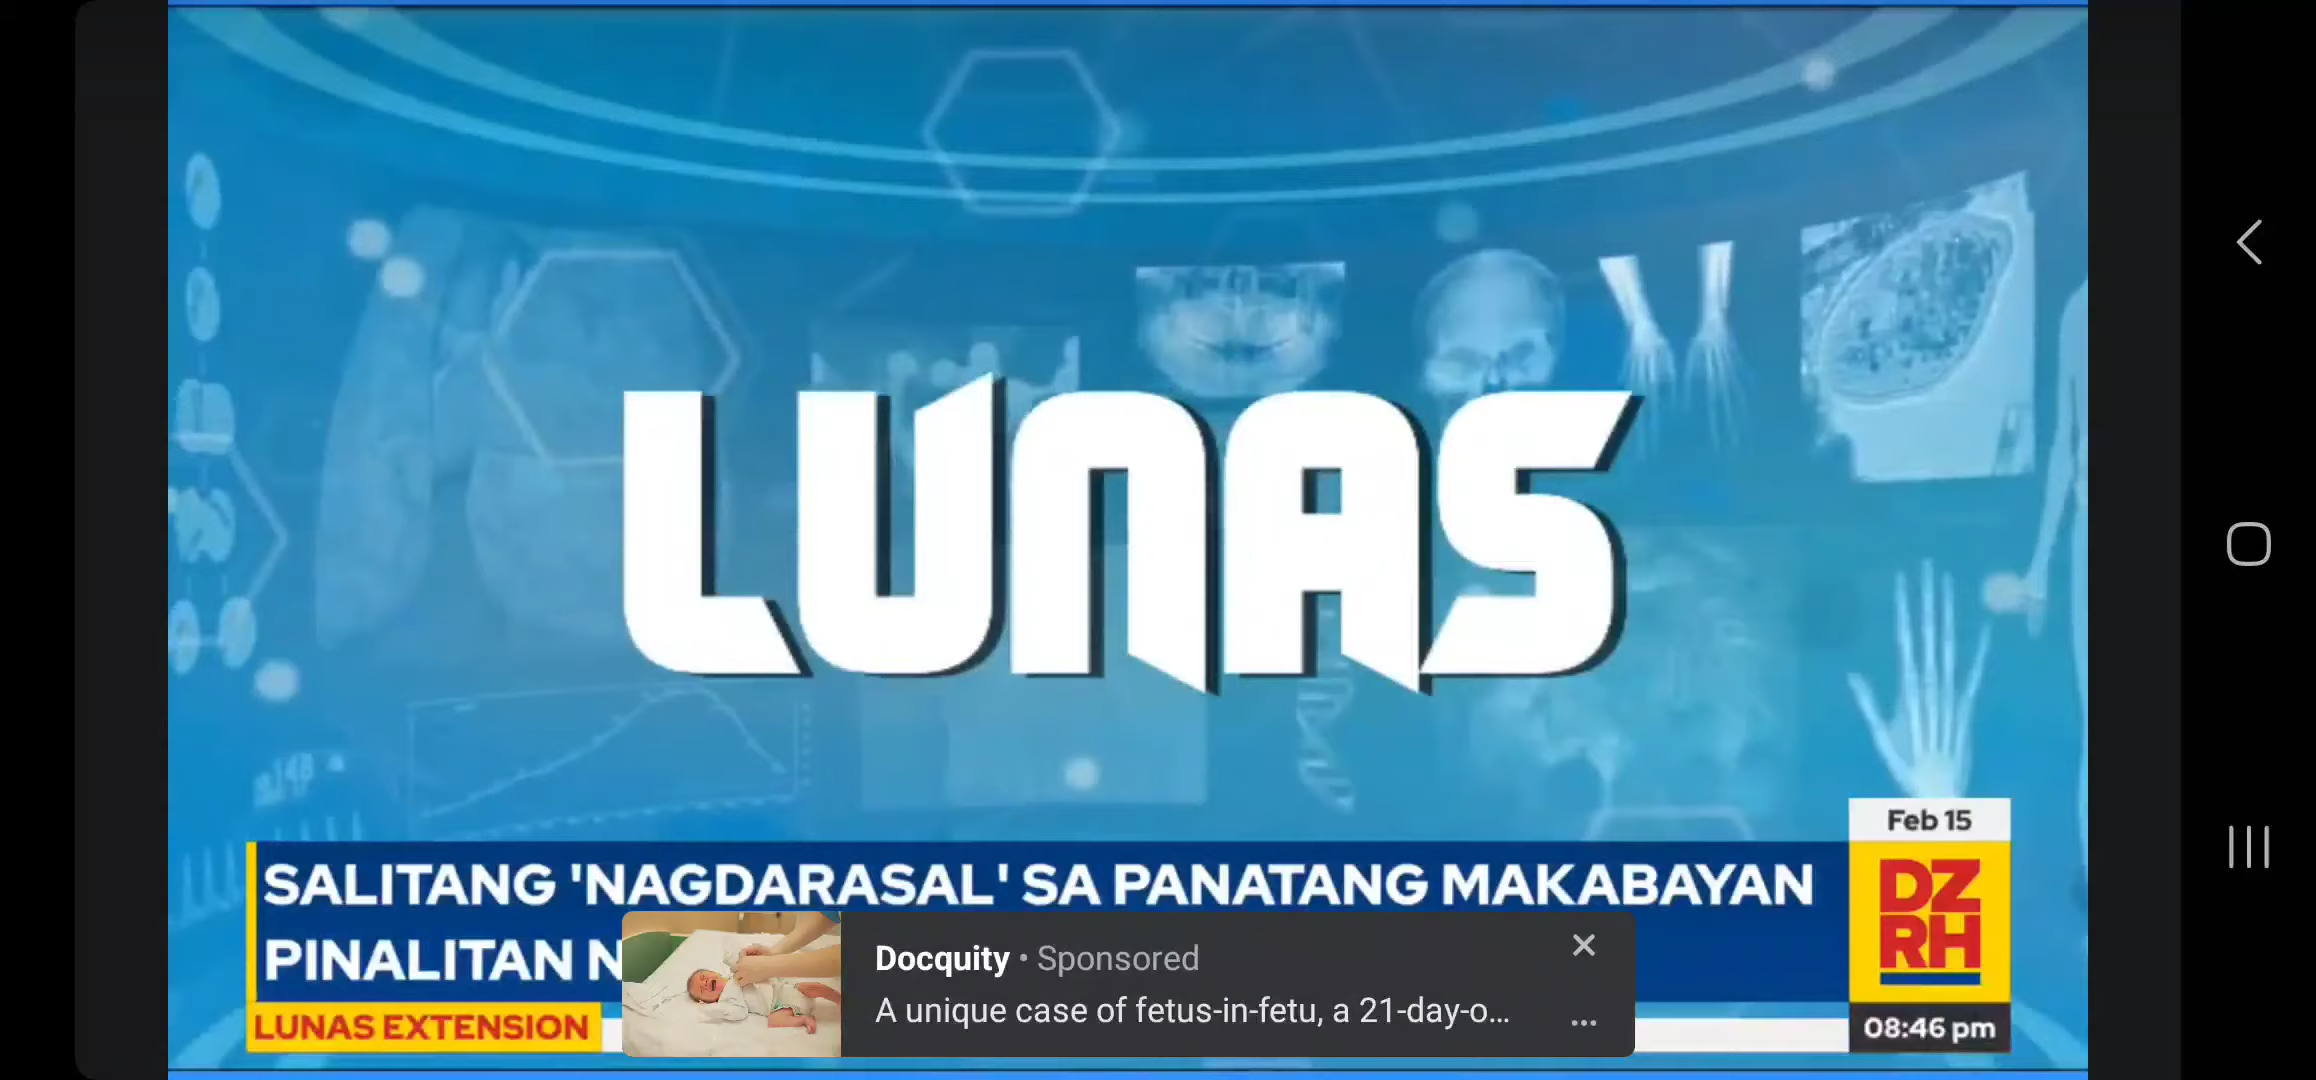 LUNAS
Feb 15
SALITANG 'NAGDARASAL' SA PANATANG MAKABAYAN
PINALITAN N
DZ
RH
Docquity • Sponsored
A unique case of fetus-in-fetu, a 21-day-o...
LUNAS EXTENSION
08:46 pm